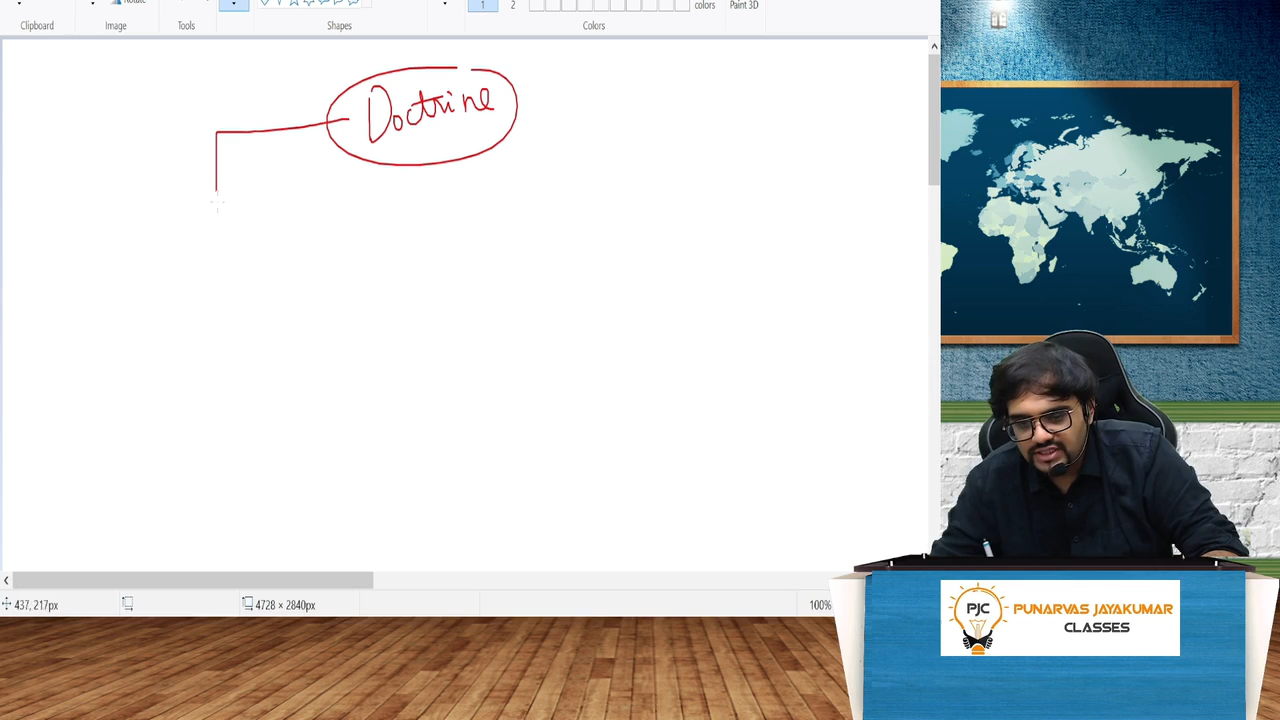 Rotate
1
2
colors
Paint 3D
Clipboard
Image
Tools
Shapes
Colors
Doctrine
437, 217px
4728 × 2840px
100%
PJC
PUNARVAS JAYAKUMAR
CLASSES